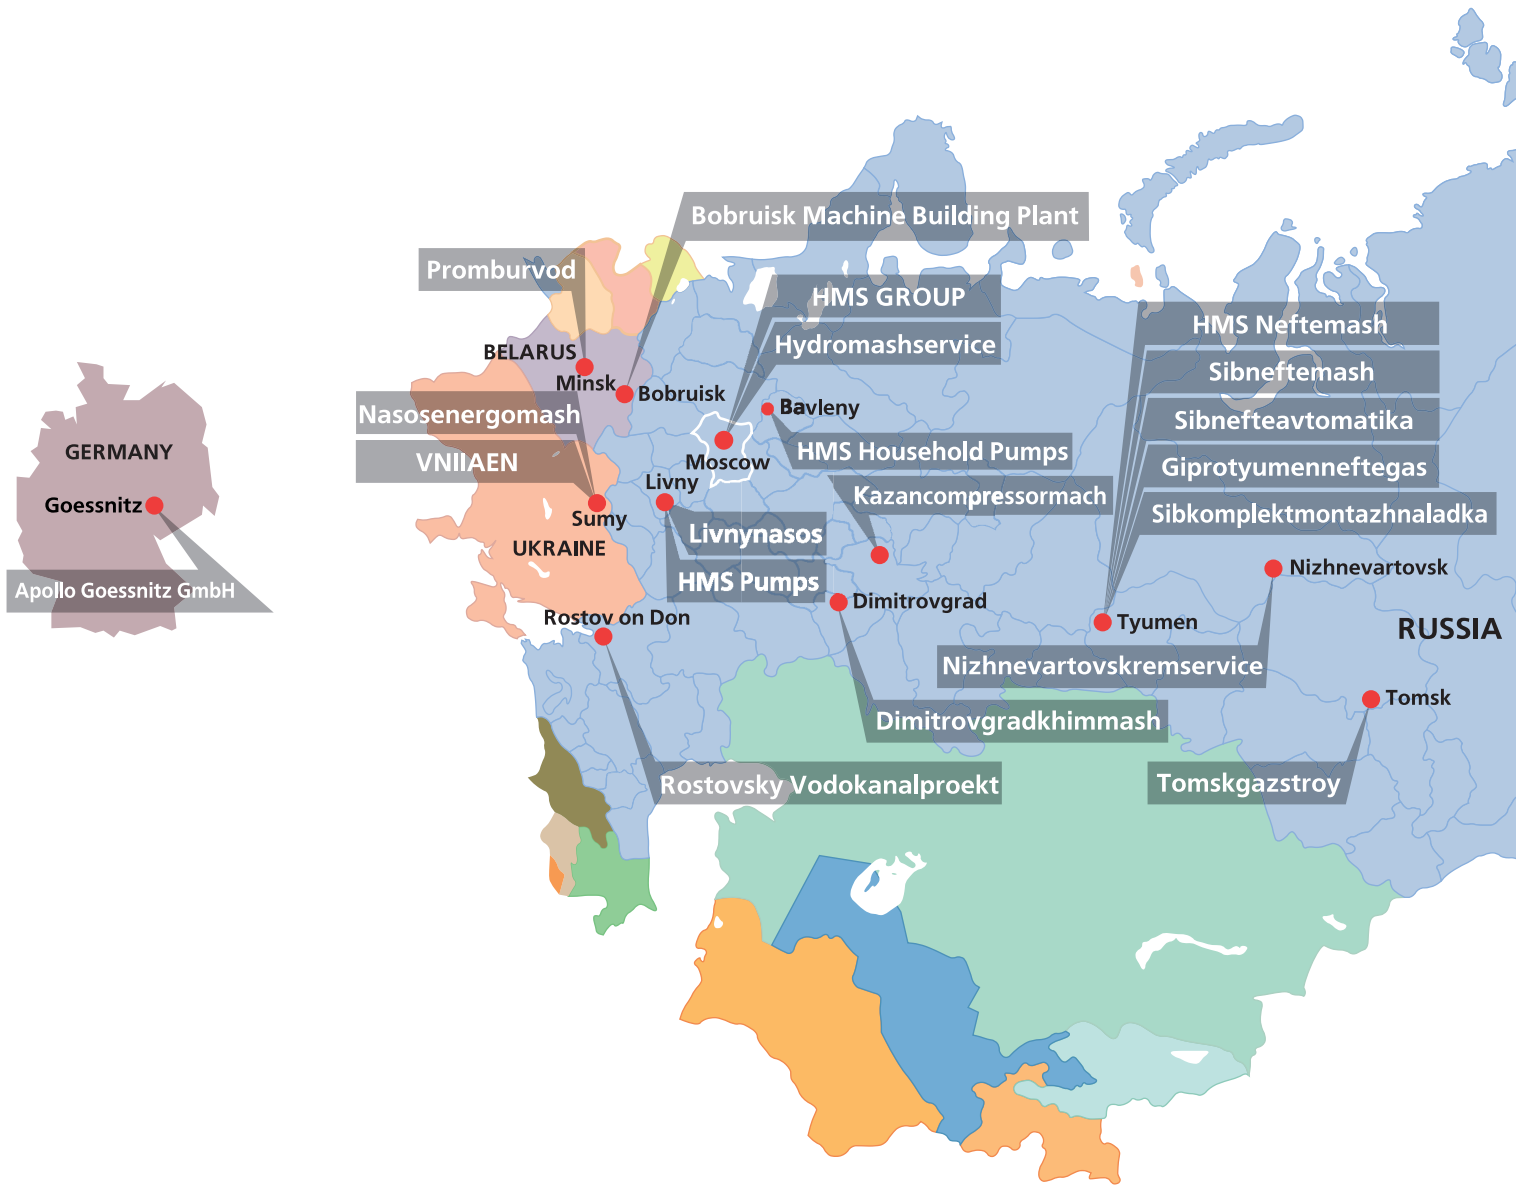 Bobruisk Machine Building Plant
Promburvod
HMS GROUP
HMS Neftemash
Hydromashservice
BELARUS
Sibneftemash
Minsk
Bobruisk
Bavleny
Nasosenergomash
Sibnefteavtomatika
GERMANY
HMS Household Pumps
VNIIAEN
Moscow
Giprotyumenneftegas
Livny
Kazancompressormach
Goessnitz
Sumy
Sibkomplektmontazhnaladka
Livnynasos
UKRAINE
Nizhnevartovsk
HMS Pumps
Apollo Goessnitz GmbH
Dimitrovgrad
Rostov on Don
Tyumen
RUSSIA
Nizhnevartovskremservice
Tomsk
Dimitrovgradkhimmash
Rostovsky Vodokanalproekt
Tomskgazstroy